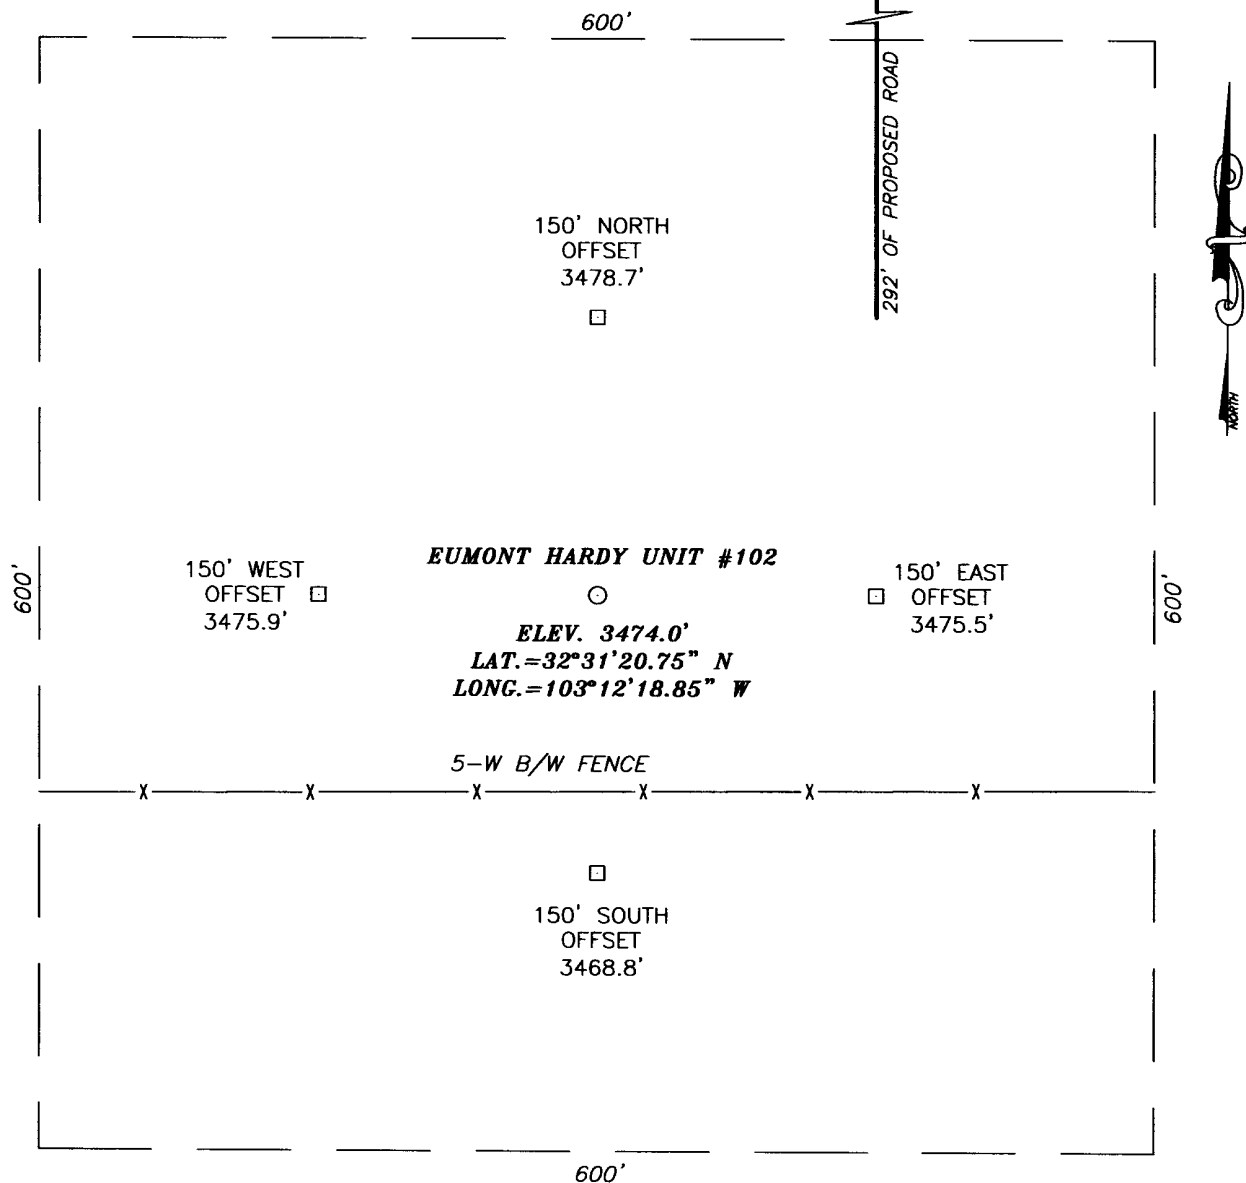 600'
292' OF PROPOSED ROAD
150' NORTH
OFFSET
3478.7'
NORTH
EUMONT HARDY UNIT #102
150' WEST
OFFSET
3475.9'
150' EAST
OFFSET
3475.5'
600'
600'
ELEV. 3474.0'
LAT.=32°31'20.75" N
LONG.=103°12'18.85" W
5-W B/W FENCE
X X X X X X
150' SOUTH
OFFSET
3468.8'
600'